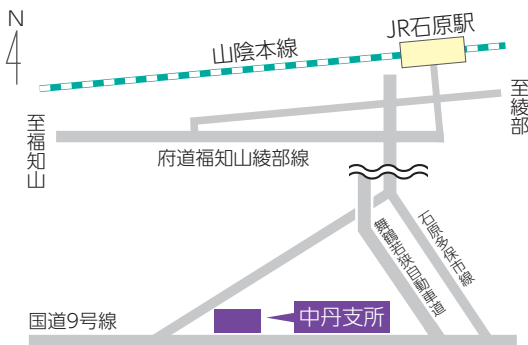 N
JR石原駅
山陰本線
至綾部
至福知山
府道福知山綾部線
舞鶴若狭自動車道
石原多保市線
国道9号線
中丹支所